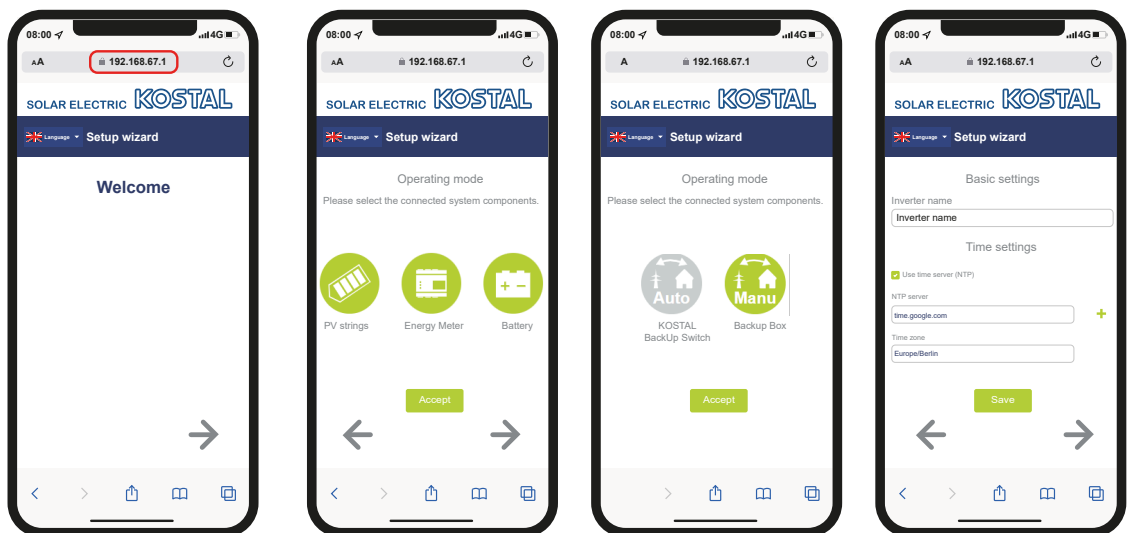 08:00
4G
AA 192.168.67.1
SOLAR ELECTRIC KOSTAL
Language Setup wizard
Welcome
08:00
4G
AA 192.168.67.1
SOLAR ELECTRIC KOSTAL
Language Setup wizard
Operating mode
Please select the connected system components.
PV strings Energy Meter Battery
Accept
08:00
4G
A 192.168.67.1
SOLAR ELECTRIC KOSTAL
Language Setup wizard
Operating mode
Please select the connected system components.
Auto Manu
KOSTAL Backup Box
BackUp Switch
Accept
08:00
4G
AA 192.168.67.1
SOLAR ELECTRIC KOSTAL
Language Setup wizard
Basic settings
Inverter name
Inverter name
Time settings
Use time server (NTP)
NTP server
time.google.com
+
Time zone
Europe/Berlin
Save